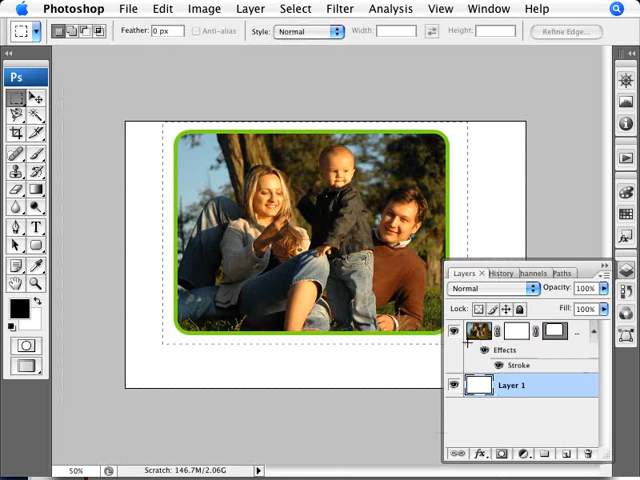 Photoshop File Edit Image Layer Select Filter Analysis View Window Help
Feather: 0 px Anti-alias Style: Normal Width: Height: Refine Edge...
Ps
Layers × History hannels Paths
Normal Opacity: 100%
Lock: Fill: 100%
...
Effects
Stroke
Layer 1
T
fx
50% Scratch: 146.7M/2.06G